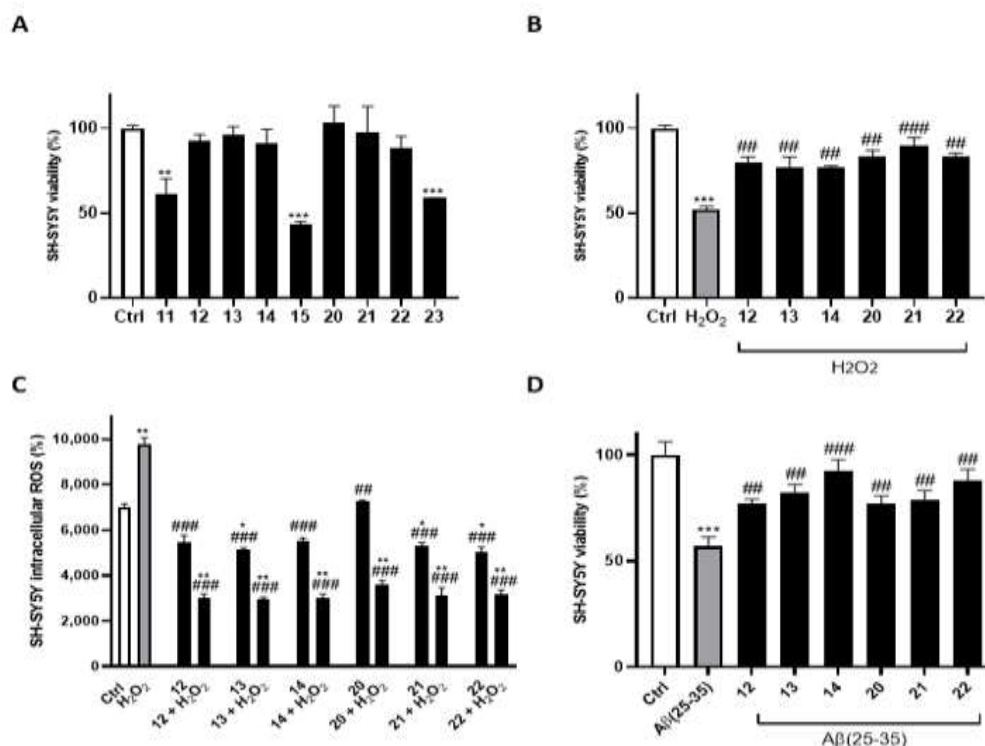 A
SH-SY5Y viability (%)
100
50
0
**
***
***
Ctrl 11 12 13 14 15 20 21 22 23
B
SH-SY5Y viability (%)
100
50
0
***
## ## ## ## ### ##
Ctrl H₂O₂ 12 13 14 20 21 22
H2O2
C
SH-SY5Y intracellular ROS (%)
10,000
8,000
6,000
4,000
2,000
0
**
### * ### ### ## * ### * ###
** ### ** ### ** ### ** ### ** ### ** ###
Ctrl
H₂O₂
12
12 + H₂O₂
13
13 + H₂O₂
14
14 + H₂O₂
20
20 + H₂O₂
21
21 + H₂O₂
22
22 + H₂O₂
D
SH-SY5Y viability (%)
100
50
0
***
## ## ### ## ## ##
Ctrl
Aβ(25-35)
12
13
14
20
21
22
Aβ(25-35)